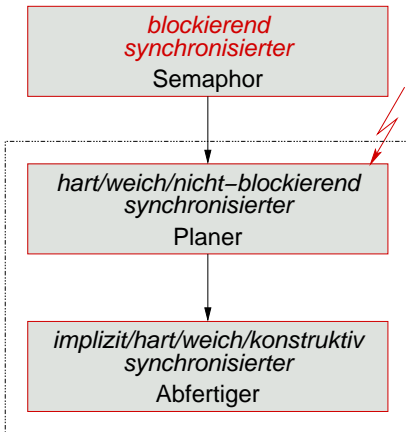 blockierend
synchronisierter
Semaphor
hart/weich/nicht−blockierend
synchronisierter
Planer
implizit/hart/weich/konstruktiv
synchronisierter
Abfertiger